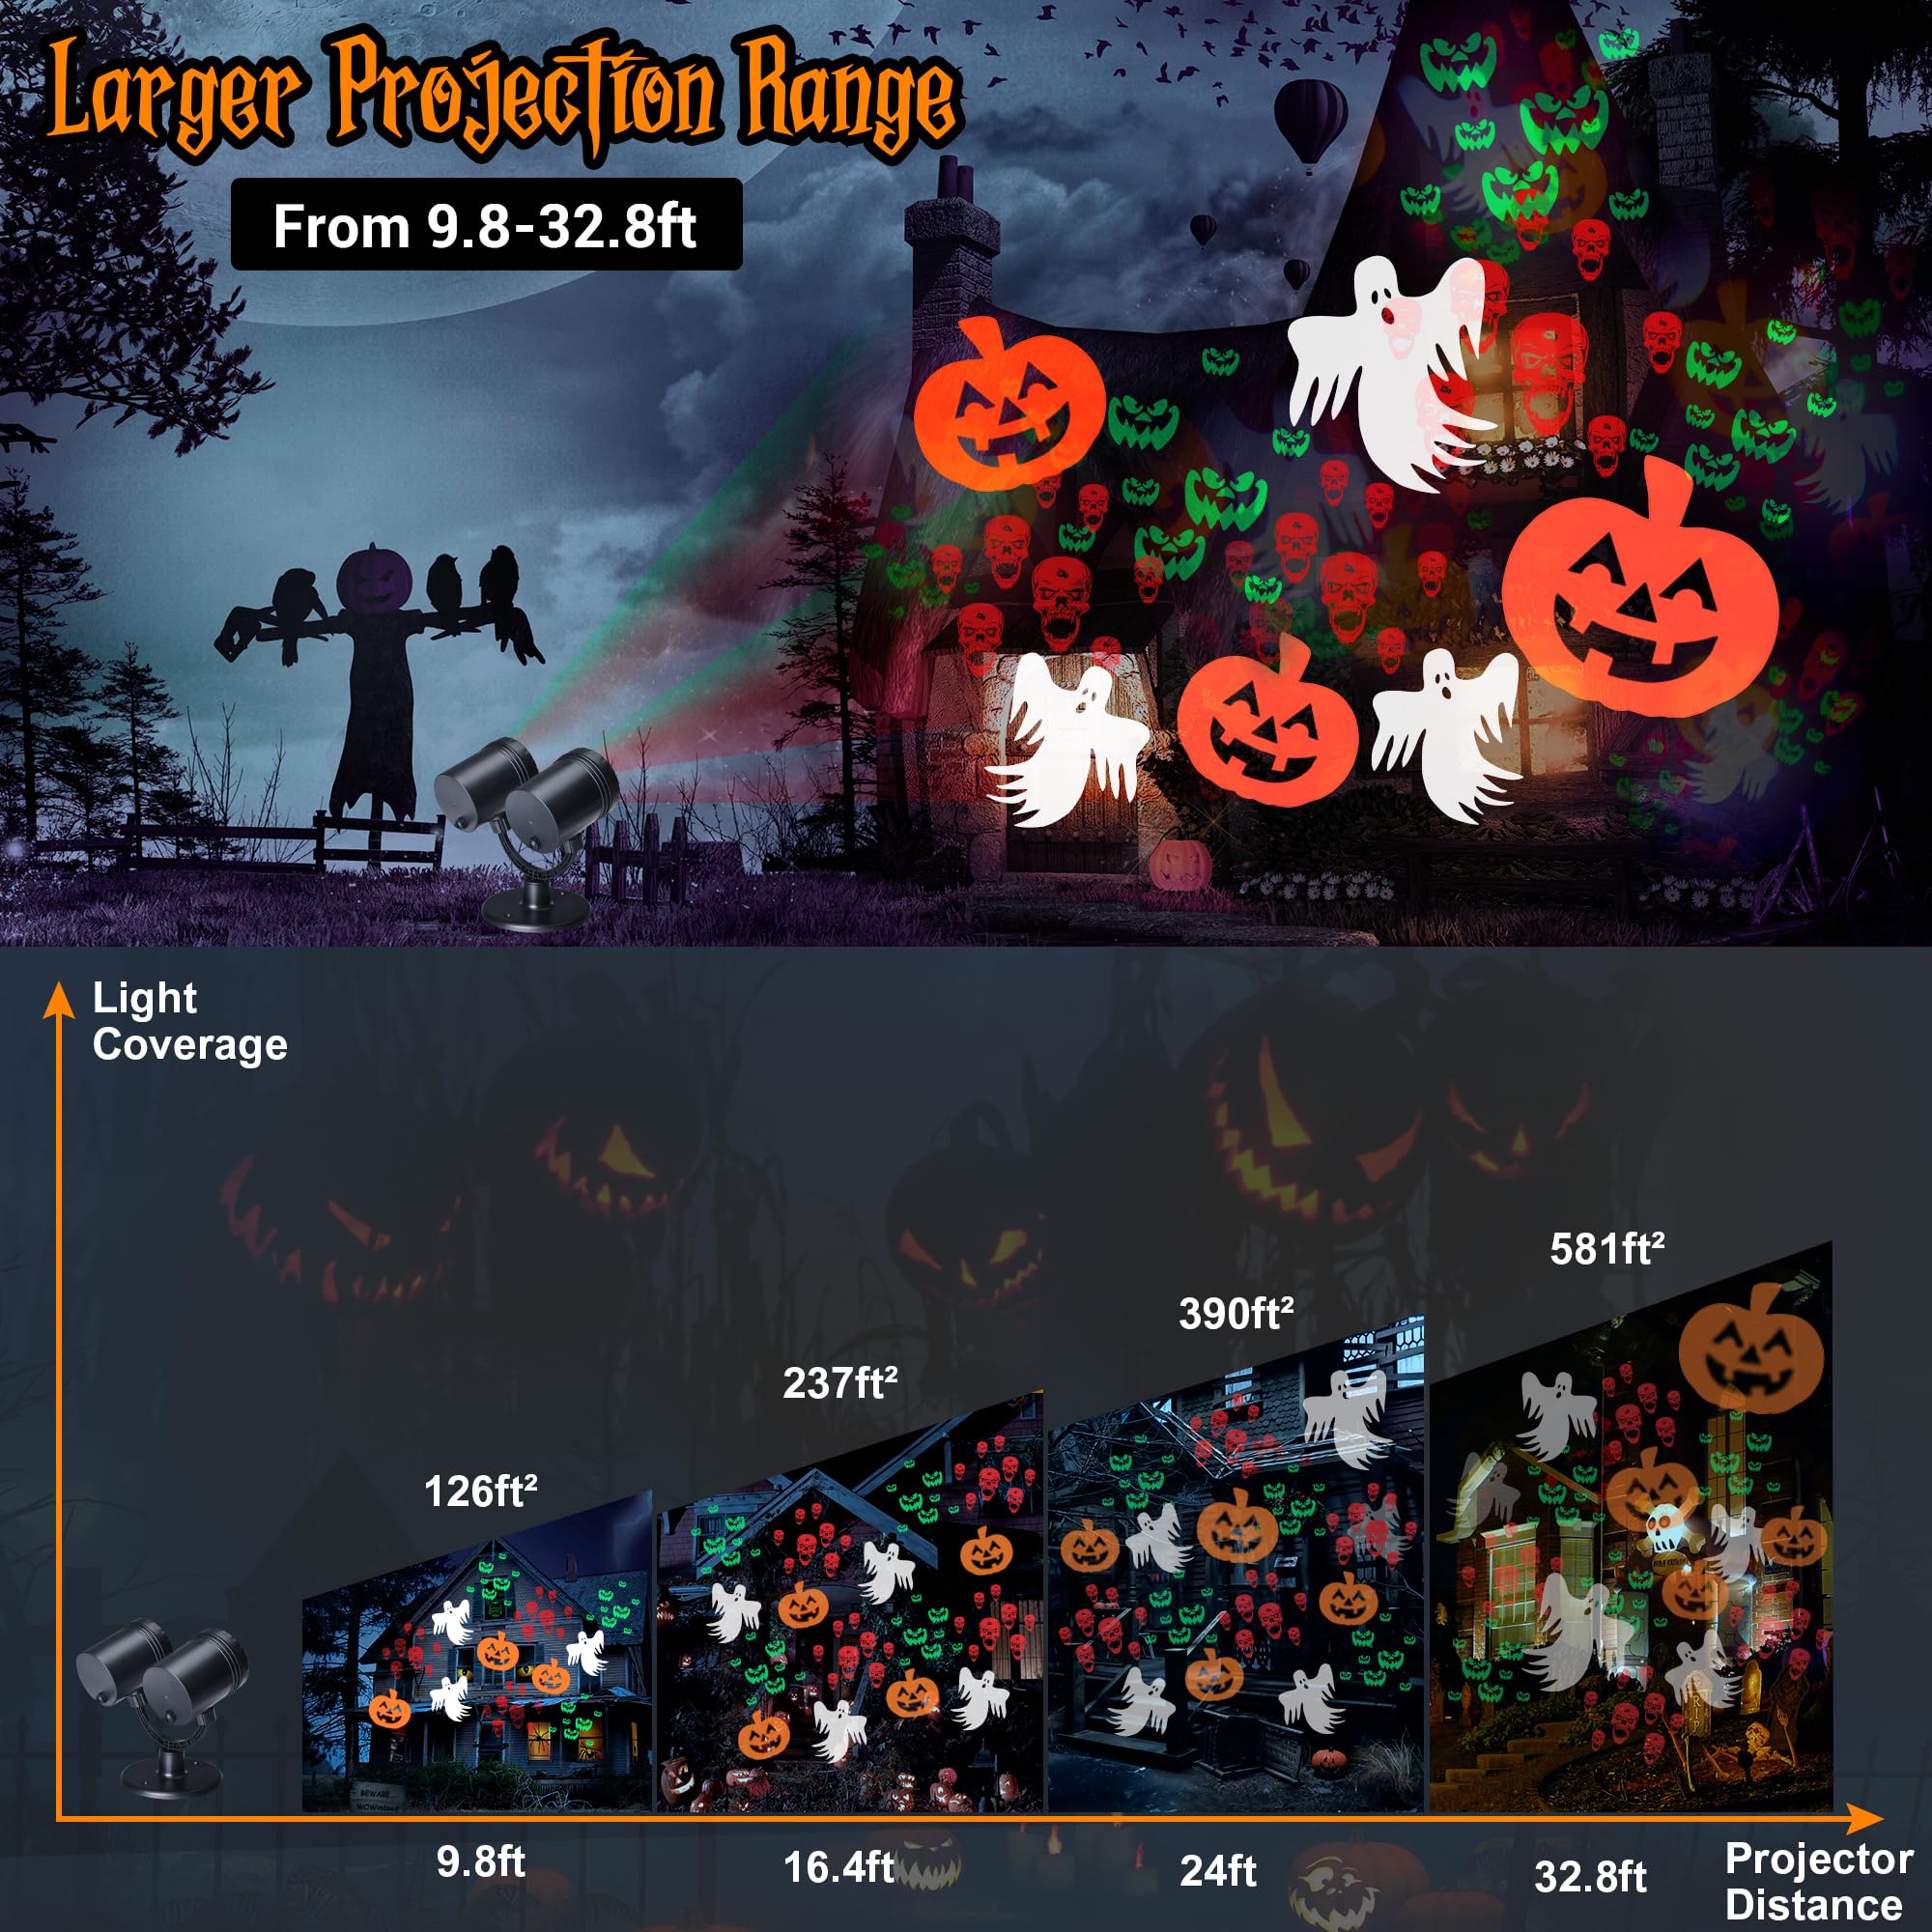 Larger Projection Range
From 9.8-32.8ft
Light
Coverage
581ft²
390ft²
237ft²
126ft²
BEWARE
R.I.P
9.8ft
16.4ft
24ft
32.8ft
Projector
Distance